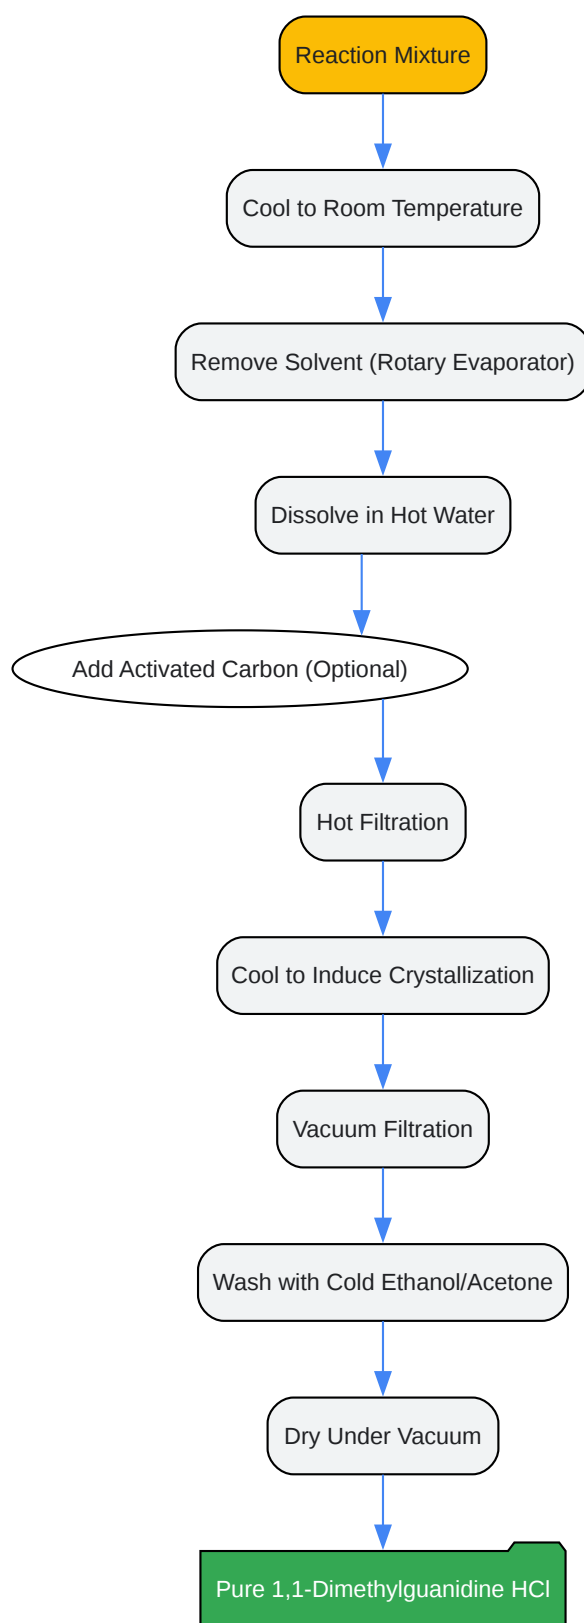 Reaction Mixture
Cool to Room Temperature
Remove Solvent (Rotary Evaporator)
Dissolve in Hot Water
Add Activated Carbon (Optional)
Hot Filtration
Cool to Induce Crystallization
Vacuum Filtration
Wash with Cold Ethanol/Acetone
Dry Under Vacuum
Pure 1,1-Dimethylguanidine HCl